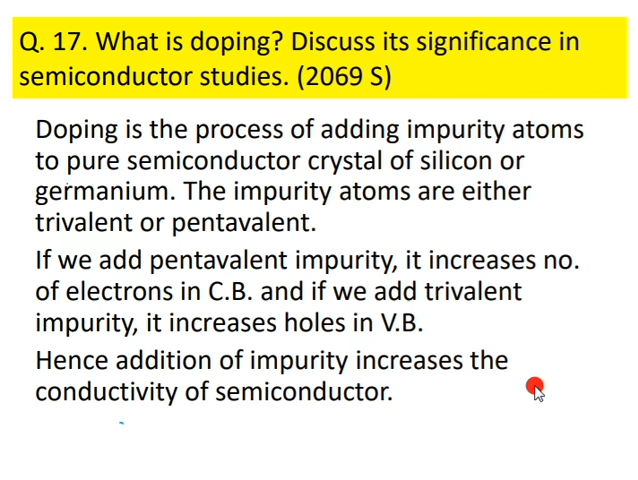 Q. 17. What is doping? Discuss its significance in
semiconductor studies. (2069 S)
Doping is the process of adding impurity atoms
to pure semiconductor crystal of silicon or
germanium. The impurity atoms are either
trivalent or pentavalent.
If we add pentavalent impurity, it increases no.
of electrons in C.B. and if we add trivalent
impurity, it increases holes in V.B.
Hence addition of impurity increases the
conductivity of semiconductor.